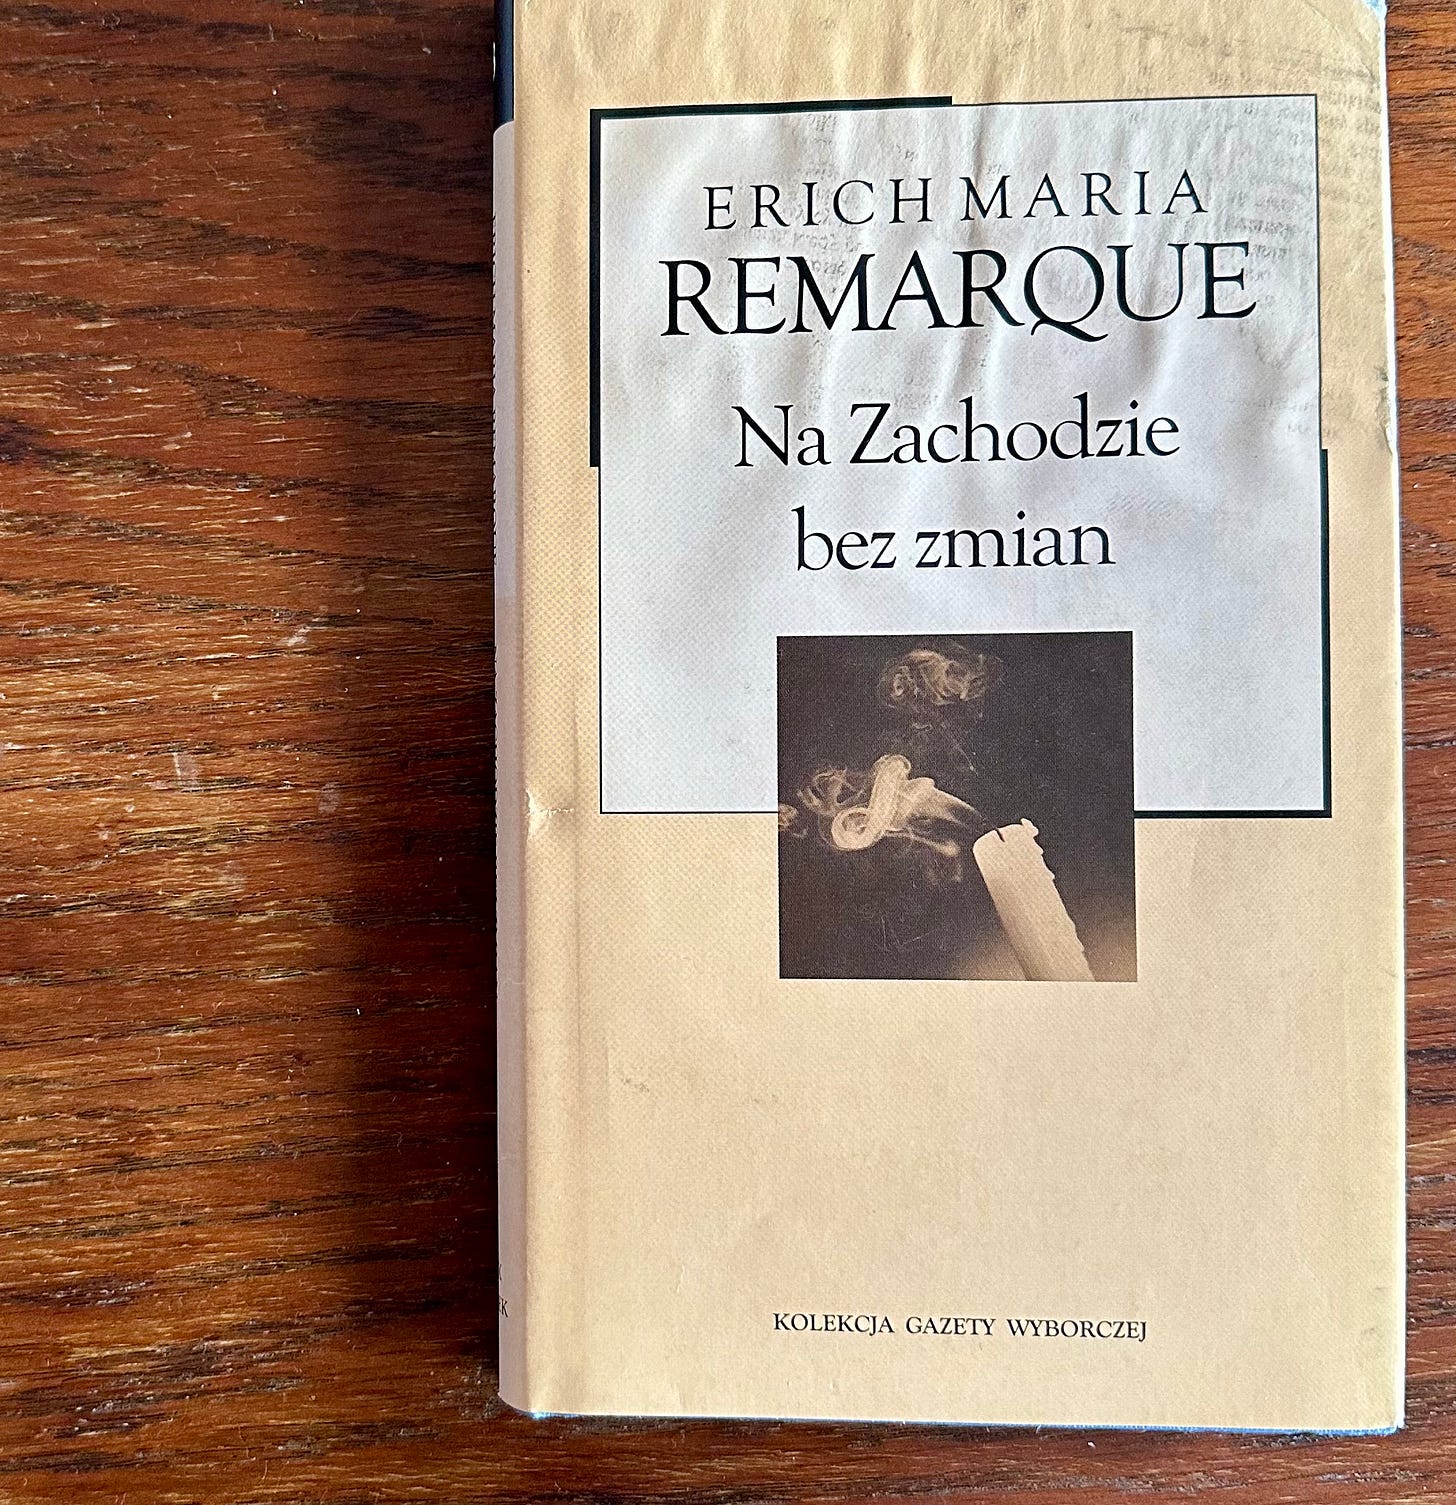 ERICH MARIA
REMARQUE
Na Zachodzie
bez zmian
KOLEKCJA GAZETY WYBORCZEJ